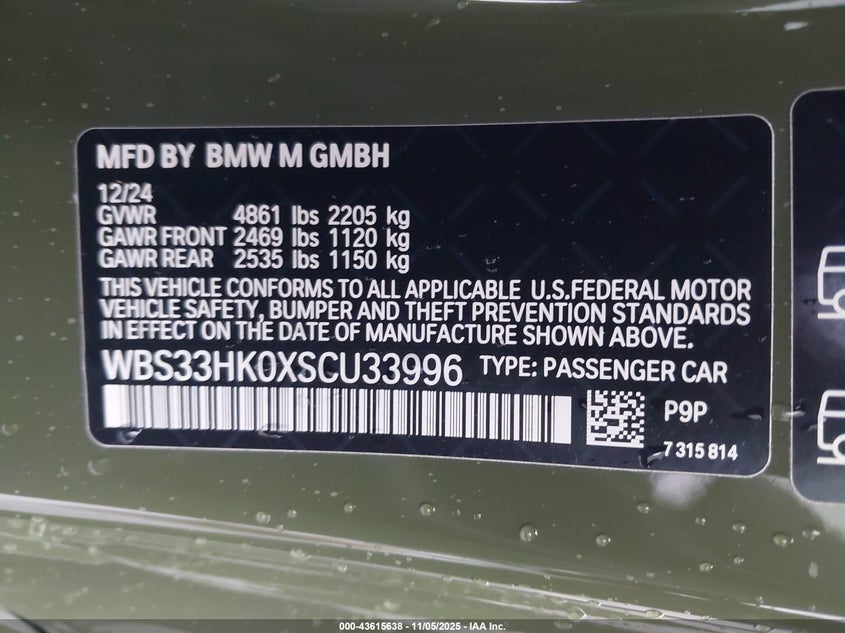 MFD BY BMW M GMBH
12/24
GVWR 4861 lbs 2205 kg
GAWR FRONT 2469 lbs 1120 kg
GAWR REAR 2535 lbs 1150 kg
THIS VEHICLE CONFORMS TO ALL APPLICABLE U.S.FEDERAL MOTOR
VEHICLE SAFETY, BUMPER AND THEFT PREVENTION STANDARDS
IN EFFECT ON THE DATE OF MANUFACTURE SHOWN ABOVE.
WBS33HK0XSCU33996 TYPE: PASSENGER CAR
P9P
7 315 814
000-43615638 - 11/05/2025 - IAA Inc.